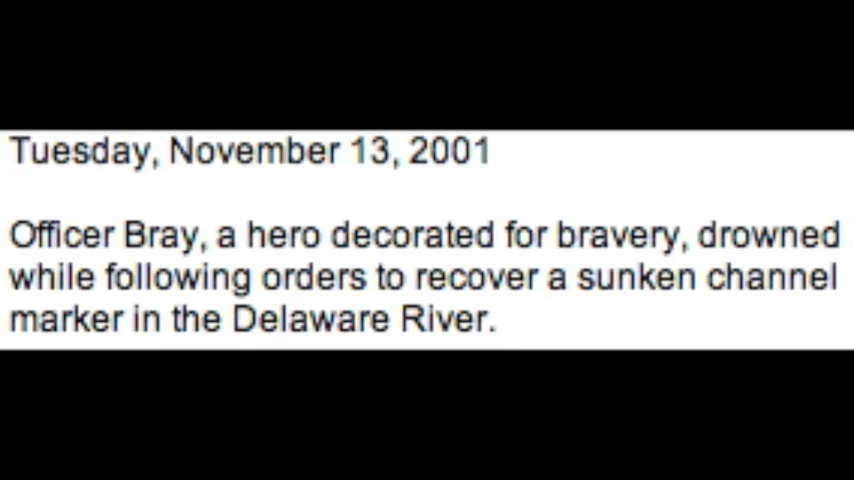 Tuesday, November 13, 2001
Officer Bray, a hero decorated for bravery, drowned
while following orders to recover a sunken channel
marker in the Delaware River.